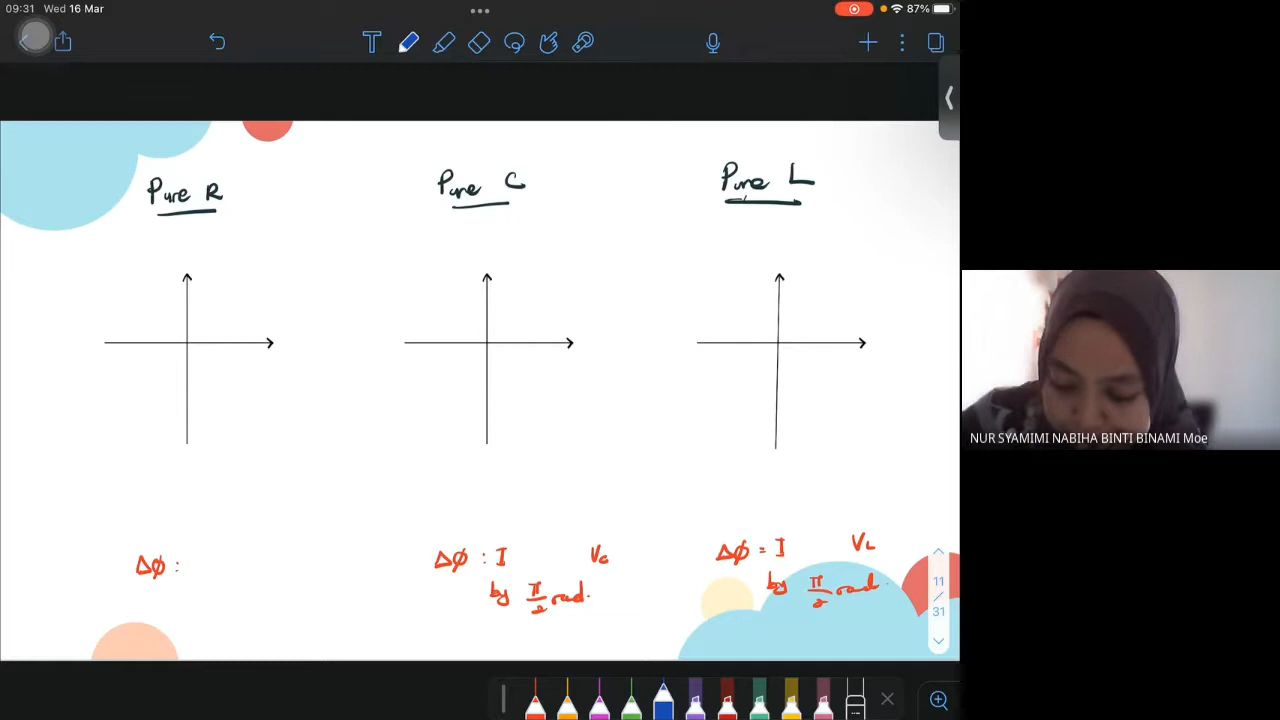 09:31 Wed 16 Mar
87%
T
Pure R
Pure C
Pure L
Δφ :
Δφ : I Vc
by π/2 rad.
Δφ = I VL
by π/2 rad.
11
/
31
NUR SYAMIMI NABIHA BINTI BINAMI Moe